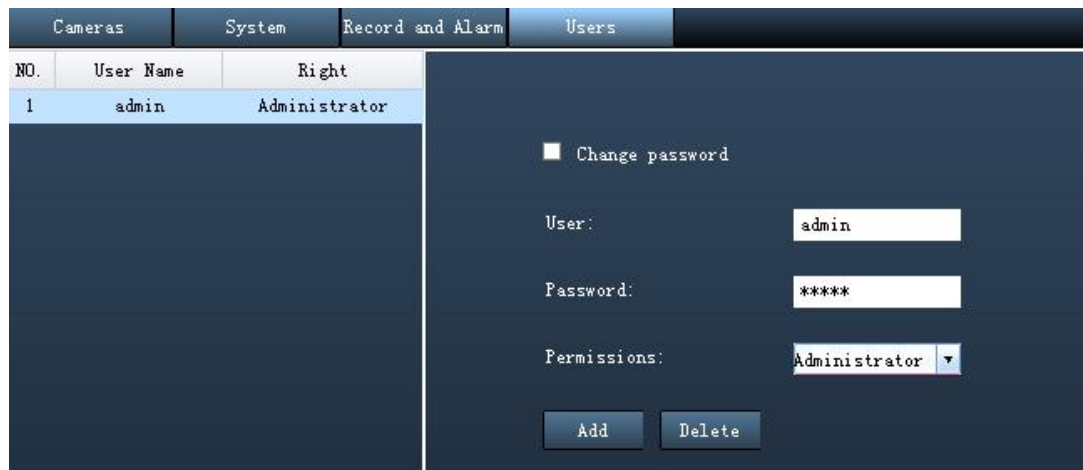 Cameras System Record and Alarm Users
NO. User Name Right
1 admin Administrator
Change password
User: admin
Password: *****
Permissions: Administrator
Add Delete